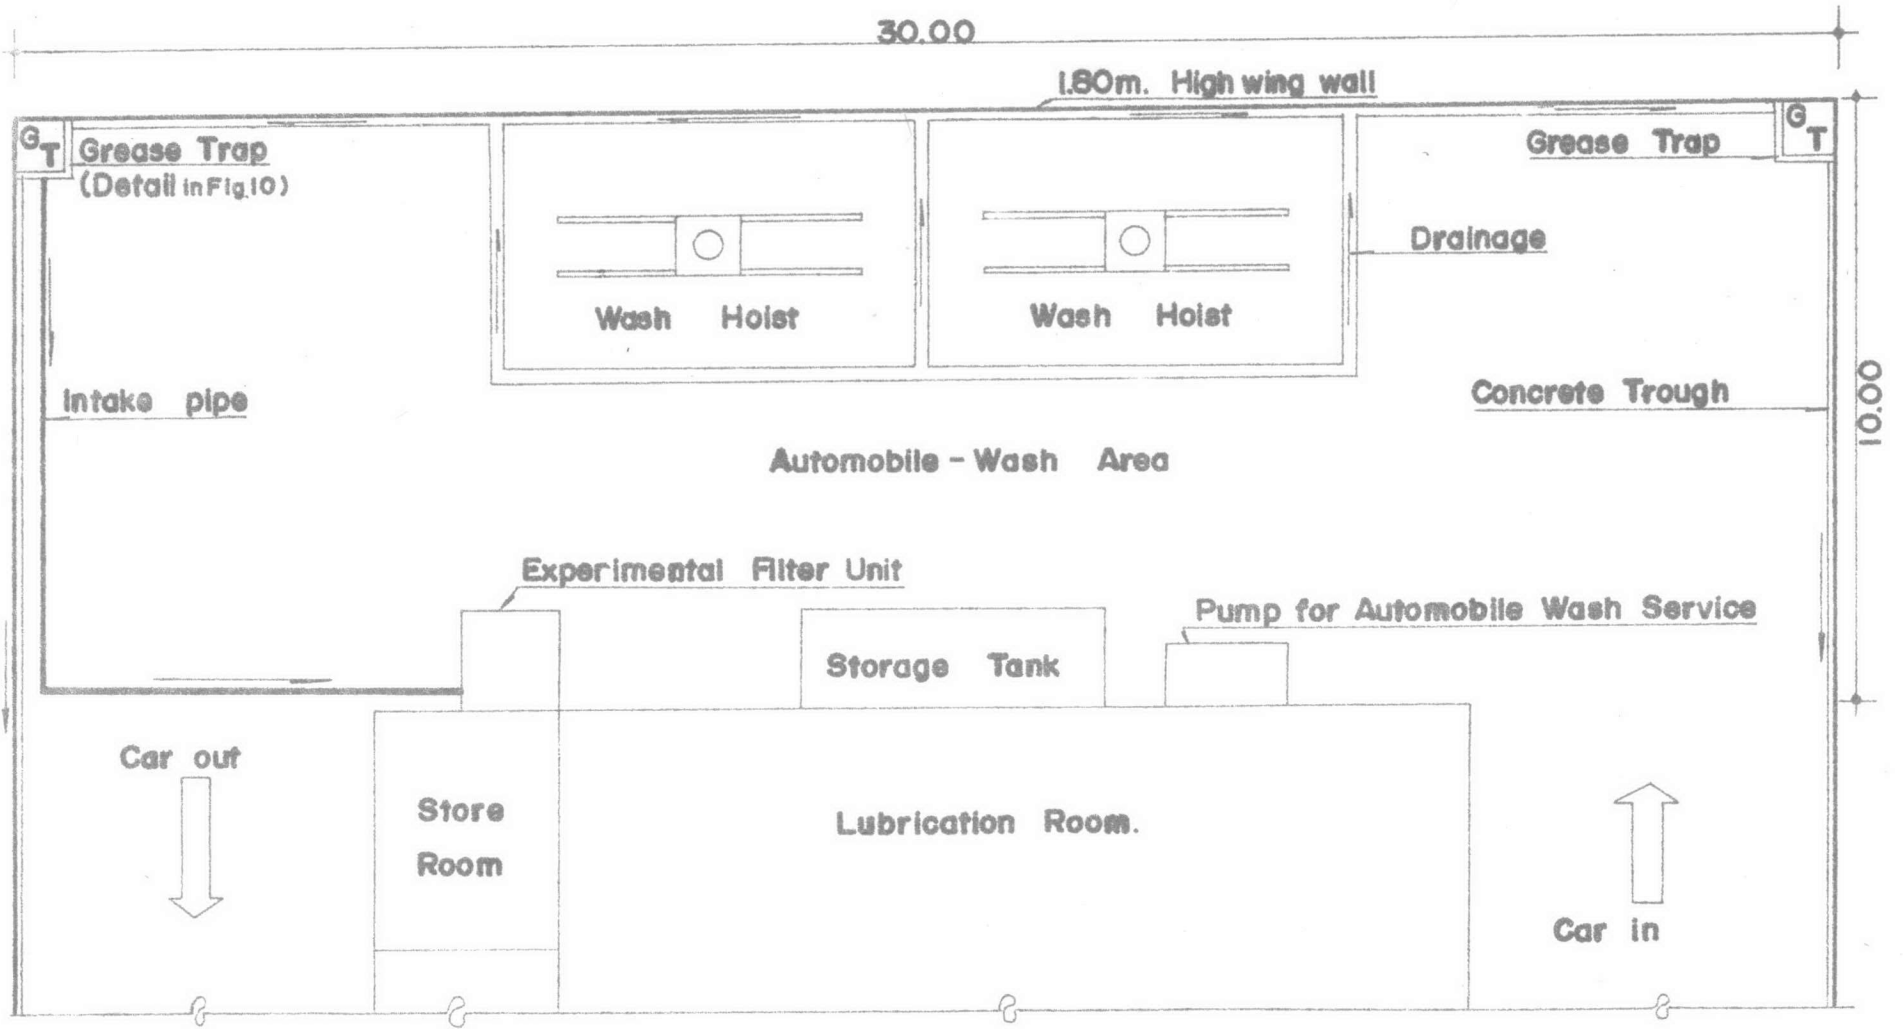 30.00
1.80m. High wing wall
G
T
Grease Trap
(Detail in Fig.10)
Grease Trap
G
T
Drainage
Wash Hoist
Wash Hoist
Intake pipe
Concrete Trough
10.00
Automobile - Wash Area
Experimental Filter Unit
Pump for Automobile Wash Service
Storage Tank
Car out
Store
Room
Lubrication Room.
Car in